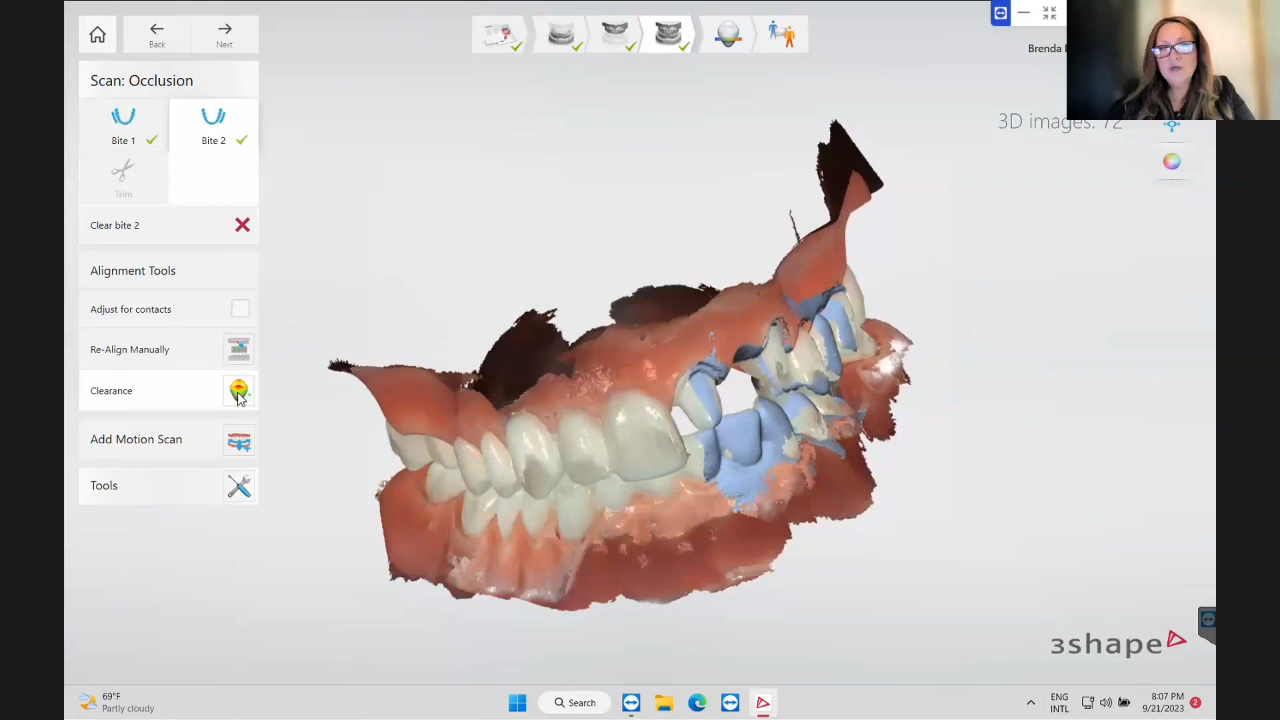 Back
Next
Brenda
Scan: Occlusion
3D images: 72
Bite 1
Bite 2
Trim
Clear bite 2
Alignment Tools
Adjust for contacts
Re-Align Manually
Clearance
Add Motion Scan
Tools
3shape
69°F
Partly cloudy
Search
ENG
INTL
8:07 PM
9/21/2023
2